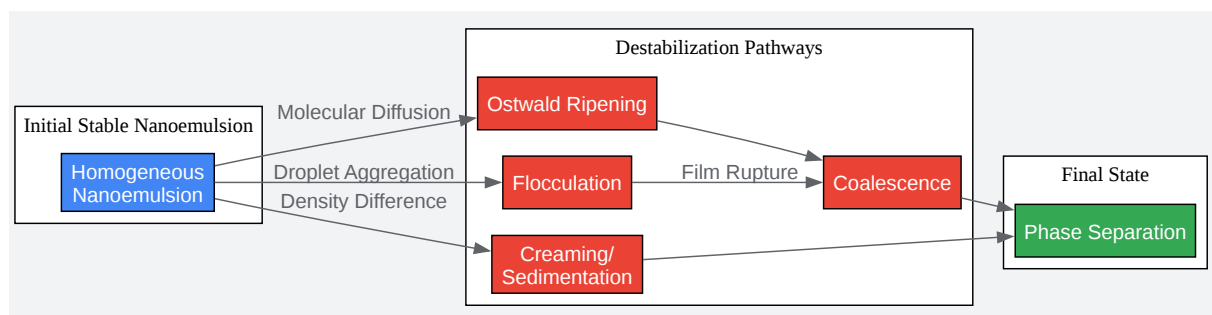 Destabilization Pathways
Initial Stable Nanoemulsion
Homogeneous
Nanoemulsion
Molecular Diffusion
Droplet Aggregation
Density Difference
Ostwald Ripening
Flocculation
Film Rupture
Coalescence
Creaming/
Sedimentation
Final State
Phase Separation